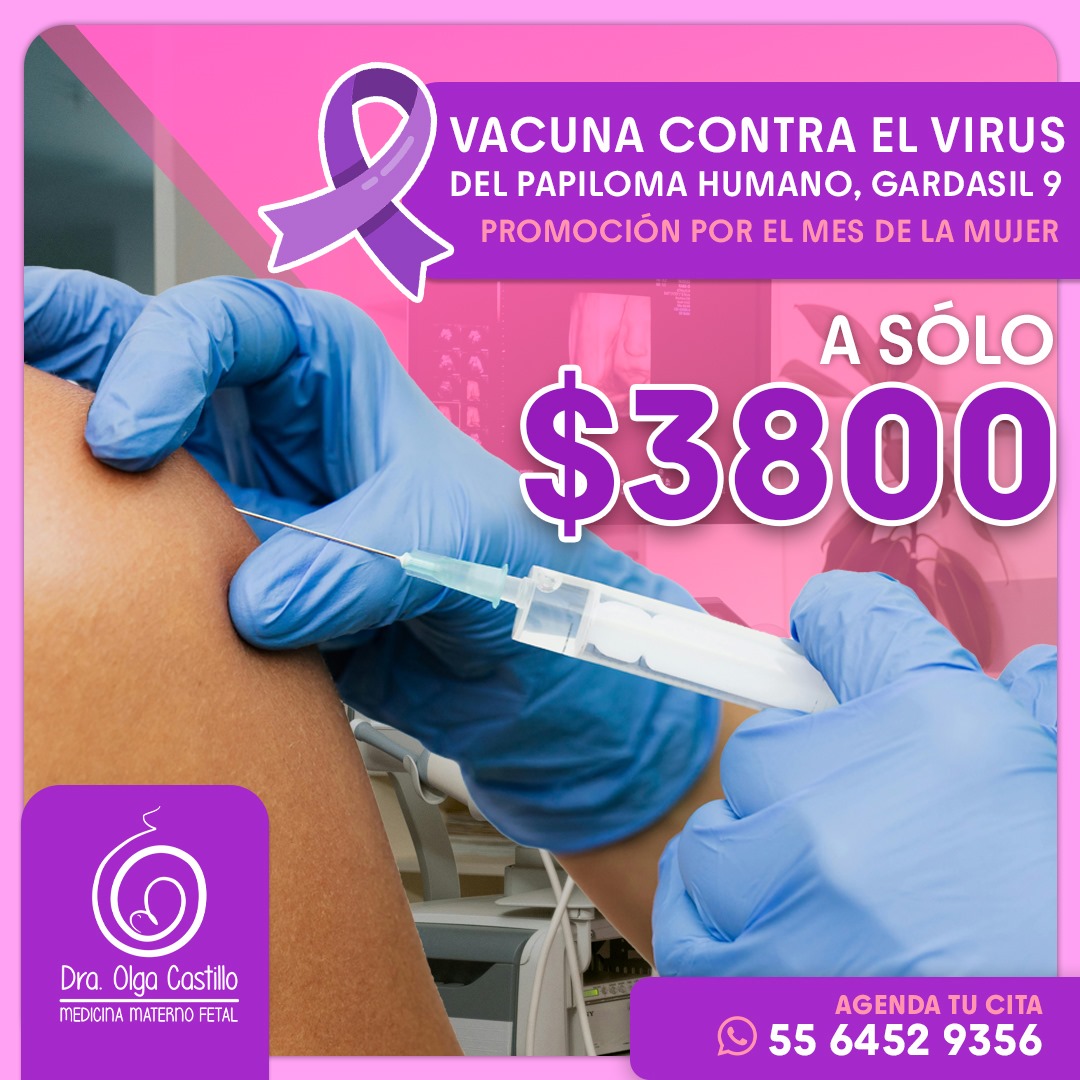 VACUNA CONTRA EL VIRUS
DEL PAPILOMA HUMANO, GARDASIL 9
PROMOCIÓN POR EL MES DE LA MUJER
A SÓLO
$3800
Dra. Olga Castillo
MEDICINA MATERNO FETAL
AGENDA TU CITA
55 6452 9356